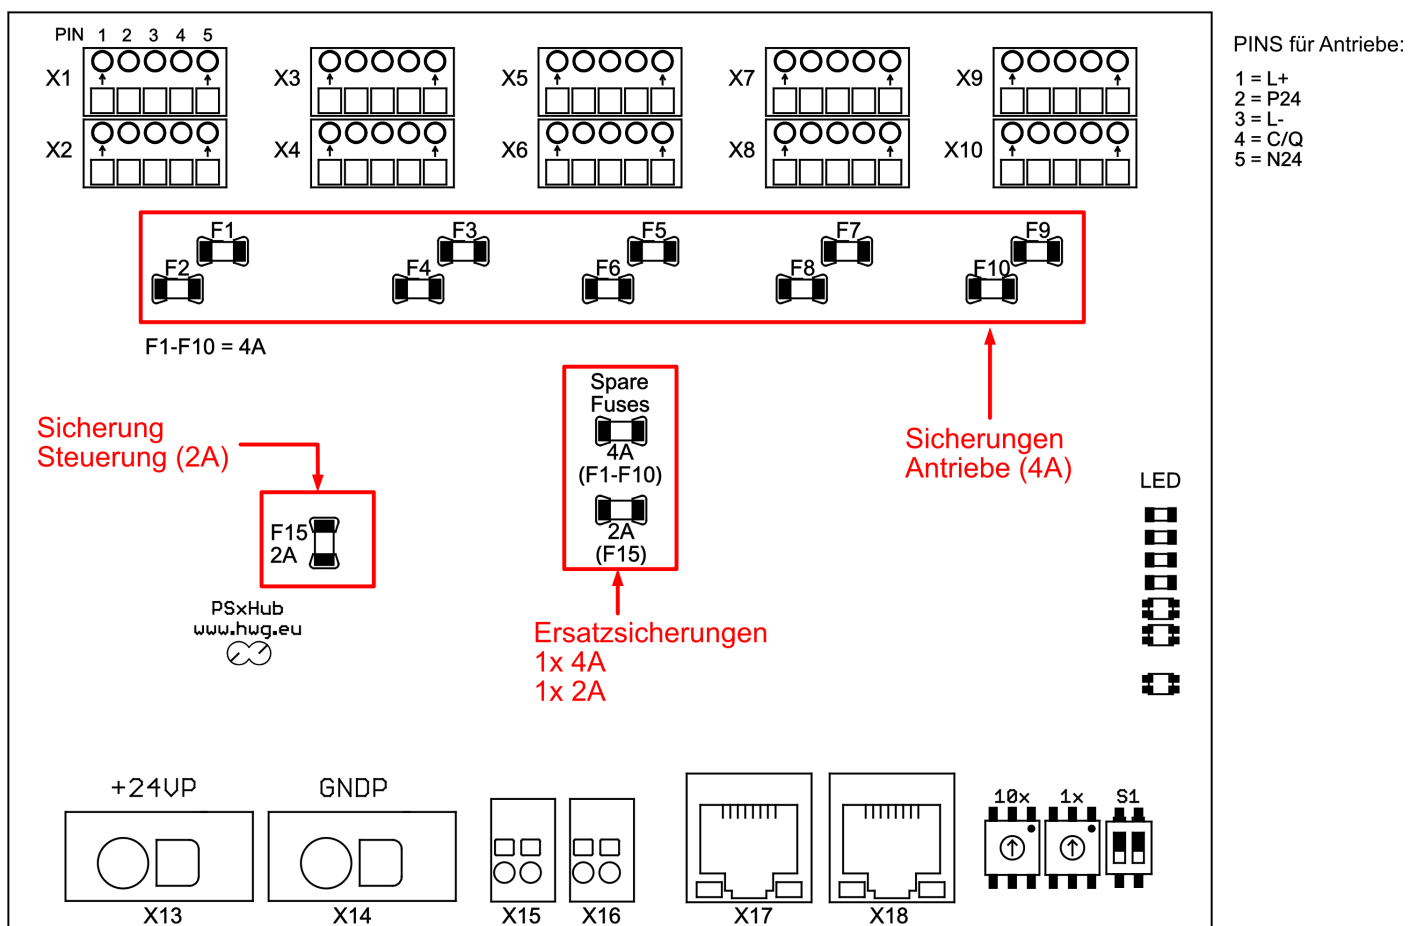 PIN 1 2 3 4 5
X1 X3 X5 X7 X9
X2 X4 X6 X8 X10
PINS für Antriebe:
1 = L+
2 = P24
3 = L-
4 = C/Q
5 = N24
F1 F3 F5 F7 F9
F2 F4 F6 F8 F10
F1-F10 = 4A
Sicherung
Steuerung (2A)
Spare
Fuses
4A
(F1-F10)
2A
(F15)
Sicherungen
Antriebe (4A)
F15
2A
LED
PSxHub
www.hwg.eu
Ersatzsicherungen
1x 4A
1x 2A
+24VP GNDP
10x 1x S1
X13 X14 X15 X16 X17 X18